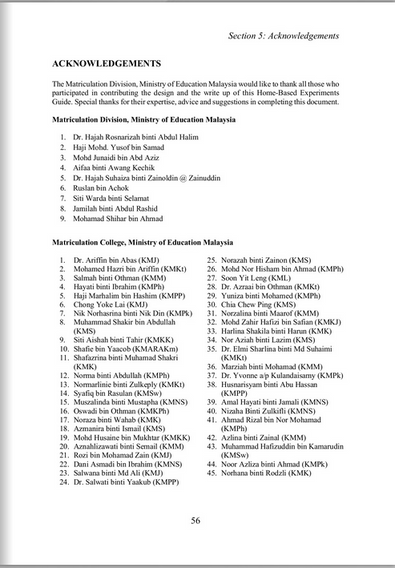 Section 5: Acknowledgements
ACKNOWLEDGEMENTS
The Matriculation Division, Ministry of Education Malaysia would like to thank all those who
participated in contributing the design and the write up of this Home-Based Experiments
Guide. Special thanks for their expertise, advice and suggestions in completing this document.
Matriculation Division, Ministry of Education Malaysia
1. Dr. Hajah Rosnarizah binti Abdul Halim
2. Haji Mohd. Yusof bin Samad
3. Mohd Junaidi bin Abd Aziz
4. Aifaa binti Awang Kechik
5. Dr. Hajah Suhaiza binti Zainoldin @ Zainuddin
6. Ruslan bin Achok
7. Siti Warda binti Selamat
8. Jamilah binti Abdul Rashid
9. Mohamad Shihar bin Ahmad
Matriculation College, Ministry of Education Malaysia
1. Dr. Ariffin bin Abas (KMJ)
2. Mohamed Hazri bin Ariffin (KMKt)
3. Salmah binti Othman (KMM)
4. Hayati binti Ibrahim (KMPh)
5. Haji Marhalim bin Hashim (KMPP)
6. Chong Yoke Lai (KMJ)
7. Nik Norhasrina binti Nik Din (KMPk)
8. Muhammad Shakir bin Abdullah
(KMS)
9. Siti Aishah binti Tahir (KMKK)
10. Shafie bin Yaacob (KMARAKm)
11. Shafazrina binti Muhamad Shakri
(KMK)
12. Norma binti Abdullah (KMPh)
13. Normarlinie binti Zulkeply (KMKt)
14. Syafiq bin Rasulan (KMSw)
15. Muszalinda binti Mustapha (KMNS)
16. Oswadi bin Othman (KMKPh)
17. Noraza binti Wahab (KMK)
18. Azmanira binti Ismail (KMS)
19. Mohd Husaine bin Mukhtar (KMKK)
20. Aznahlizawati binti Semail (KMM)
21. Rozi bin Mohamad Zain (KMJ)
22. Dani Asmadi bin Ibrahim (KMNS)
23. Salwana binti Md Ali (KMJ)
24. Dr. Salwati binti Yaakub (KMPP)
25. Norazah binti Zainon (KMS)
26. Mohd Nor Hisham bin Ahmad (KMPh)
27. Soon Yit Leng (KML)
28. Dr. Azraai bin Othman (KMKt)
29. Yuniza binti Mohamed (KMPh)
30. Chia Chew Ping (KMS)
31. Norzalina binti Maarof (KMM)
32. Mohd Zahir Hafizi bin Safian (KMKJ)
33. Harlina Shakila binti Harun (KMK)
34. Nor Aziah binti Lazim (KMS)
35. Dr. Elmi Sharlina binti Md Suhaimi
(KMKt)
36. Marziah binti Mohamad (KMM)
37. Dr. Yvonne a/p Kulandaisamy (KMPk)
38. Husnarisyam binti Abu Hassan
(KMPP)
39. Amal Hayati binti Jamali (KMNS)
40. Nizaha Binti Zulkifli (KMNS)
41. Ahmad Rizal bin Nor Mohamad
(KMPh)
42. Azlina binti Zainal (KMM)
43. Muhammad Hafizuddin bin Kamarudin
(KMSw)
44. Noor Azliza binti Ahmad (KMPk)
45. Norhana binti Rodzli (KMK)
56